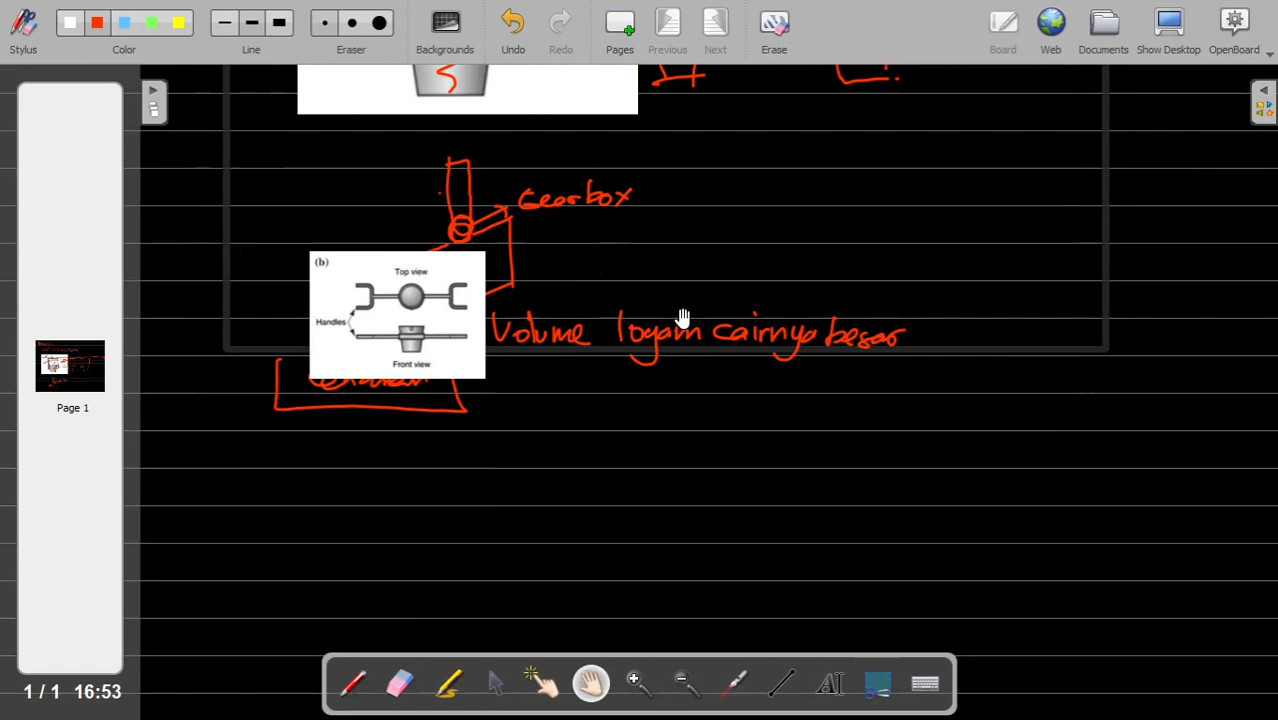 Stylus
Color
Line
Eraser
Backgrounds
Undo
Redo
Pages
Previous
Next
Erase
Board
Web
Documents
Show Desktop
OpenBoard
Gearbox
(b)
Top view
Handles
Front view
Volume logam cairnya besar
Page 1
1 / 1 16:53
AI